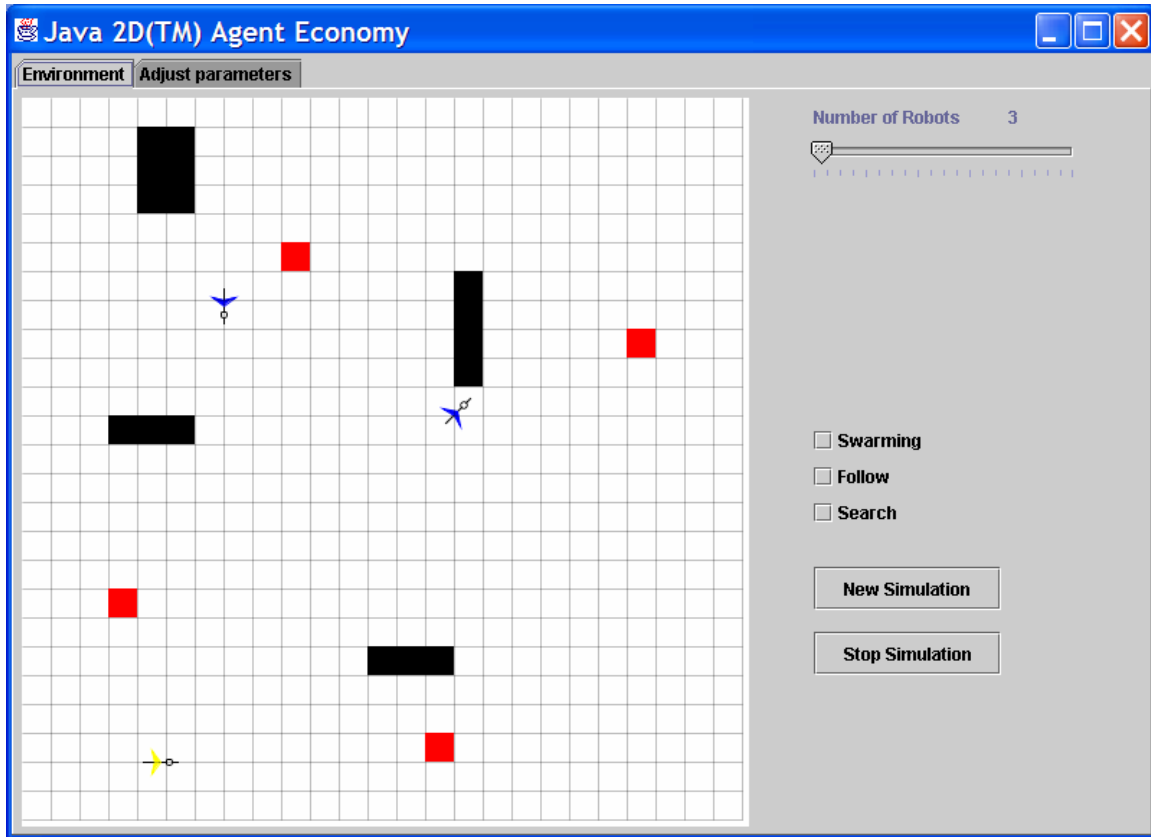 Java 2D(TM) Agent Economy
Environment Adjust parameters
Number of Robots 3
Swarming
Follow
Search
New Simulation
Stop Simulation